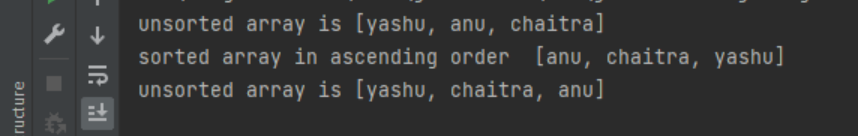 unsorted array is [yashu, anu, chaitra]
sorted array in ascending order  [anu, chaitra, yashu]
unsorted array is [yashu, chaitra, anu]
ructure